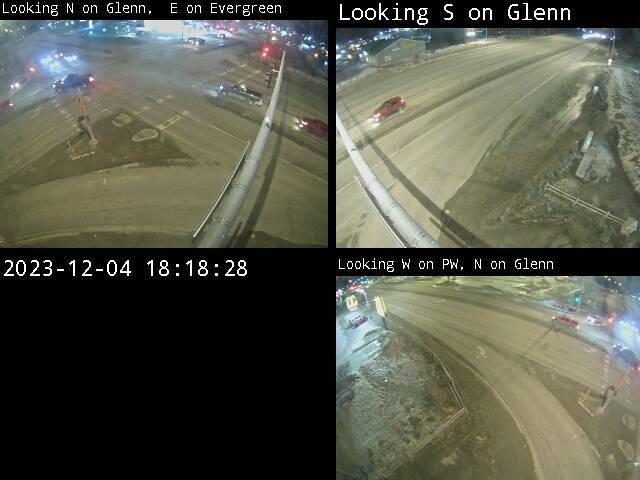 Looking N on Glenn, E on Evergreen
Looking S on Glenn
2023-12-04 18:18:28
Looking W on PW, N on Glenn